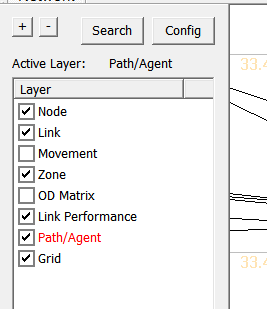 + - Search Config
Active Layer: Path/Agent
Layer
Node
Link
Movement
Zone
OD Matrix
Link Performance
Path/Agent
Grid
33.4
33.4